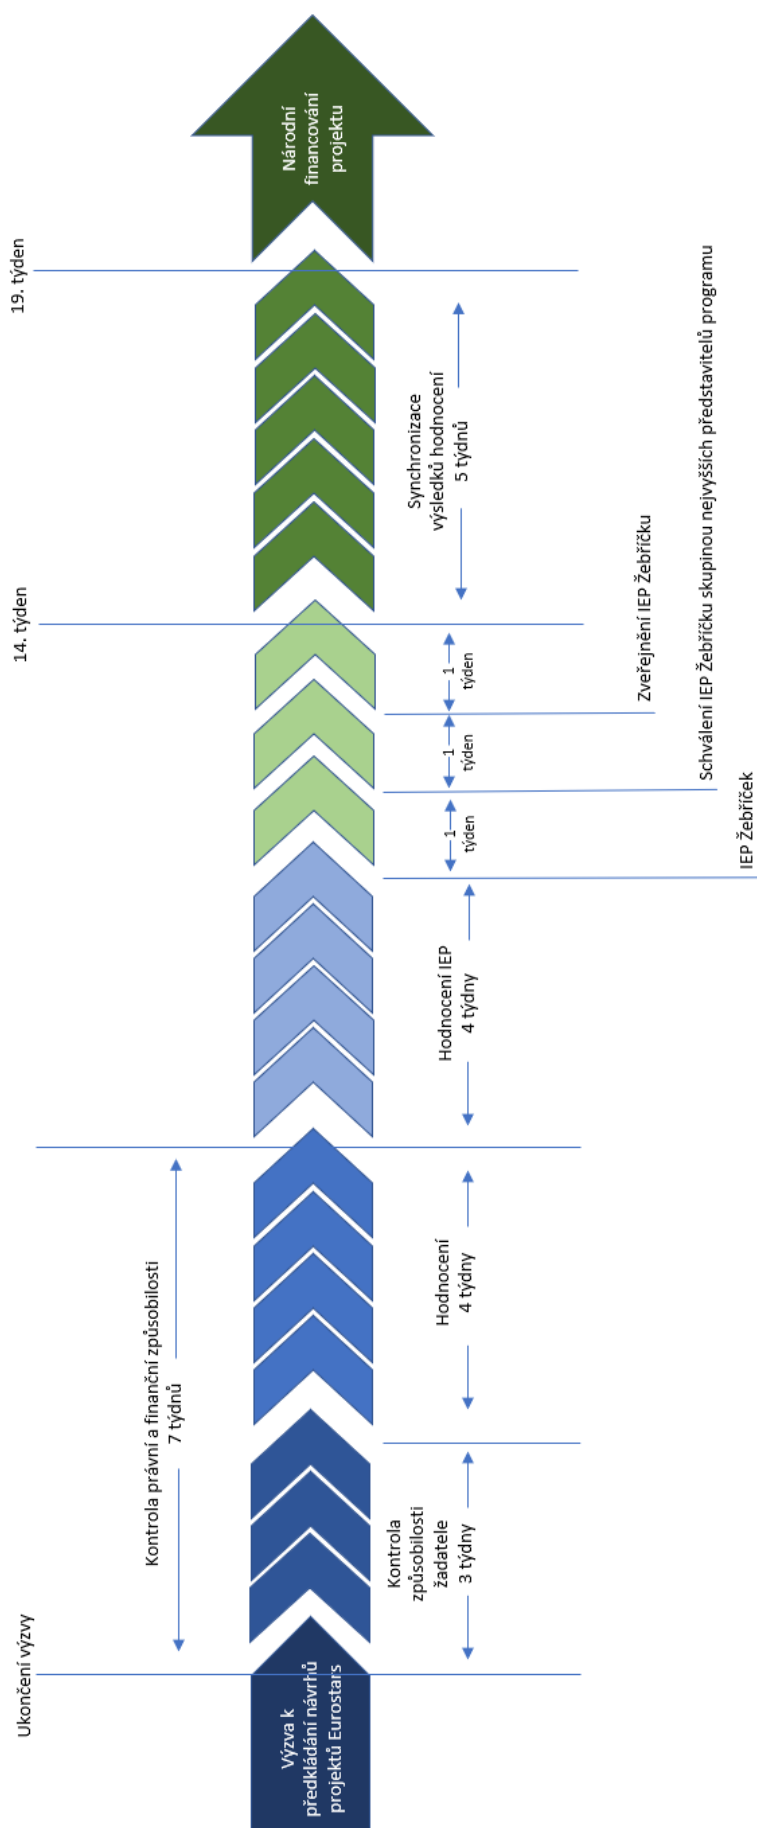 Ukončení výzvy
14. týden
19. týden
Kontrola právní a finanční způsobilosti
7 týdnů
Výzva k
předkládání návrhů
projektů Eurostars
Národní
financování
projektu
Kontrola
způsobilosti
žadatele
3 týdny
Hodnocení
4 týdny
Hodnocení IEP
4 týdny
1
týden
1
týden
1
týden
Synchronizace
výsledků hodnocení
5 týdnů
Zveřejnění IEP Žebříčku
Schválení IEP Žebříčku skupinou nejvyšších představitelů programu
IEP Žebříček